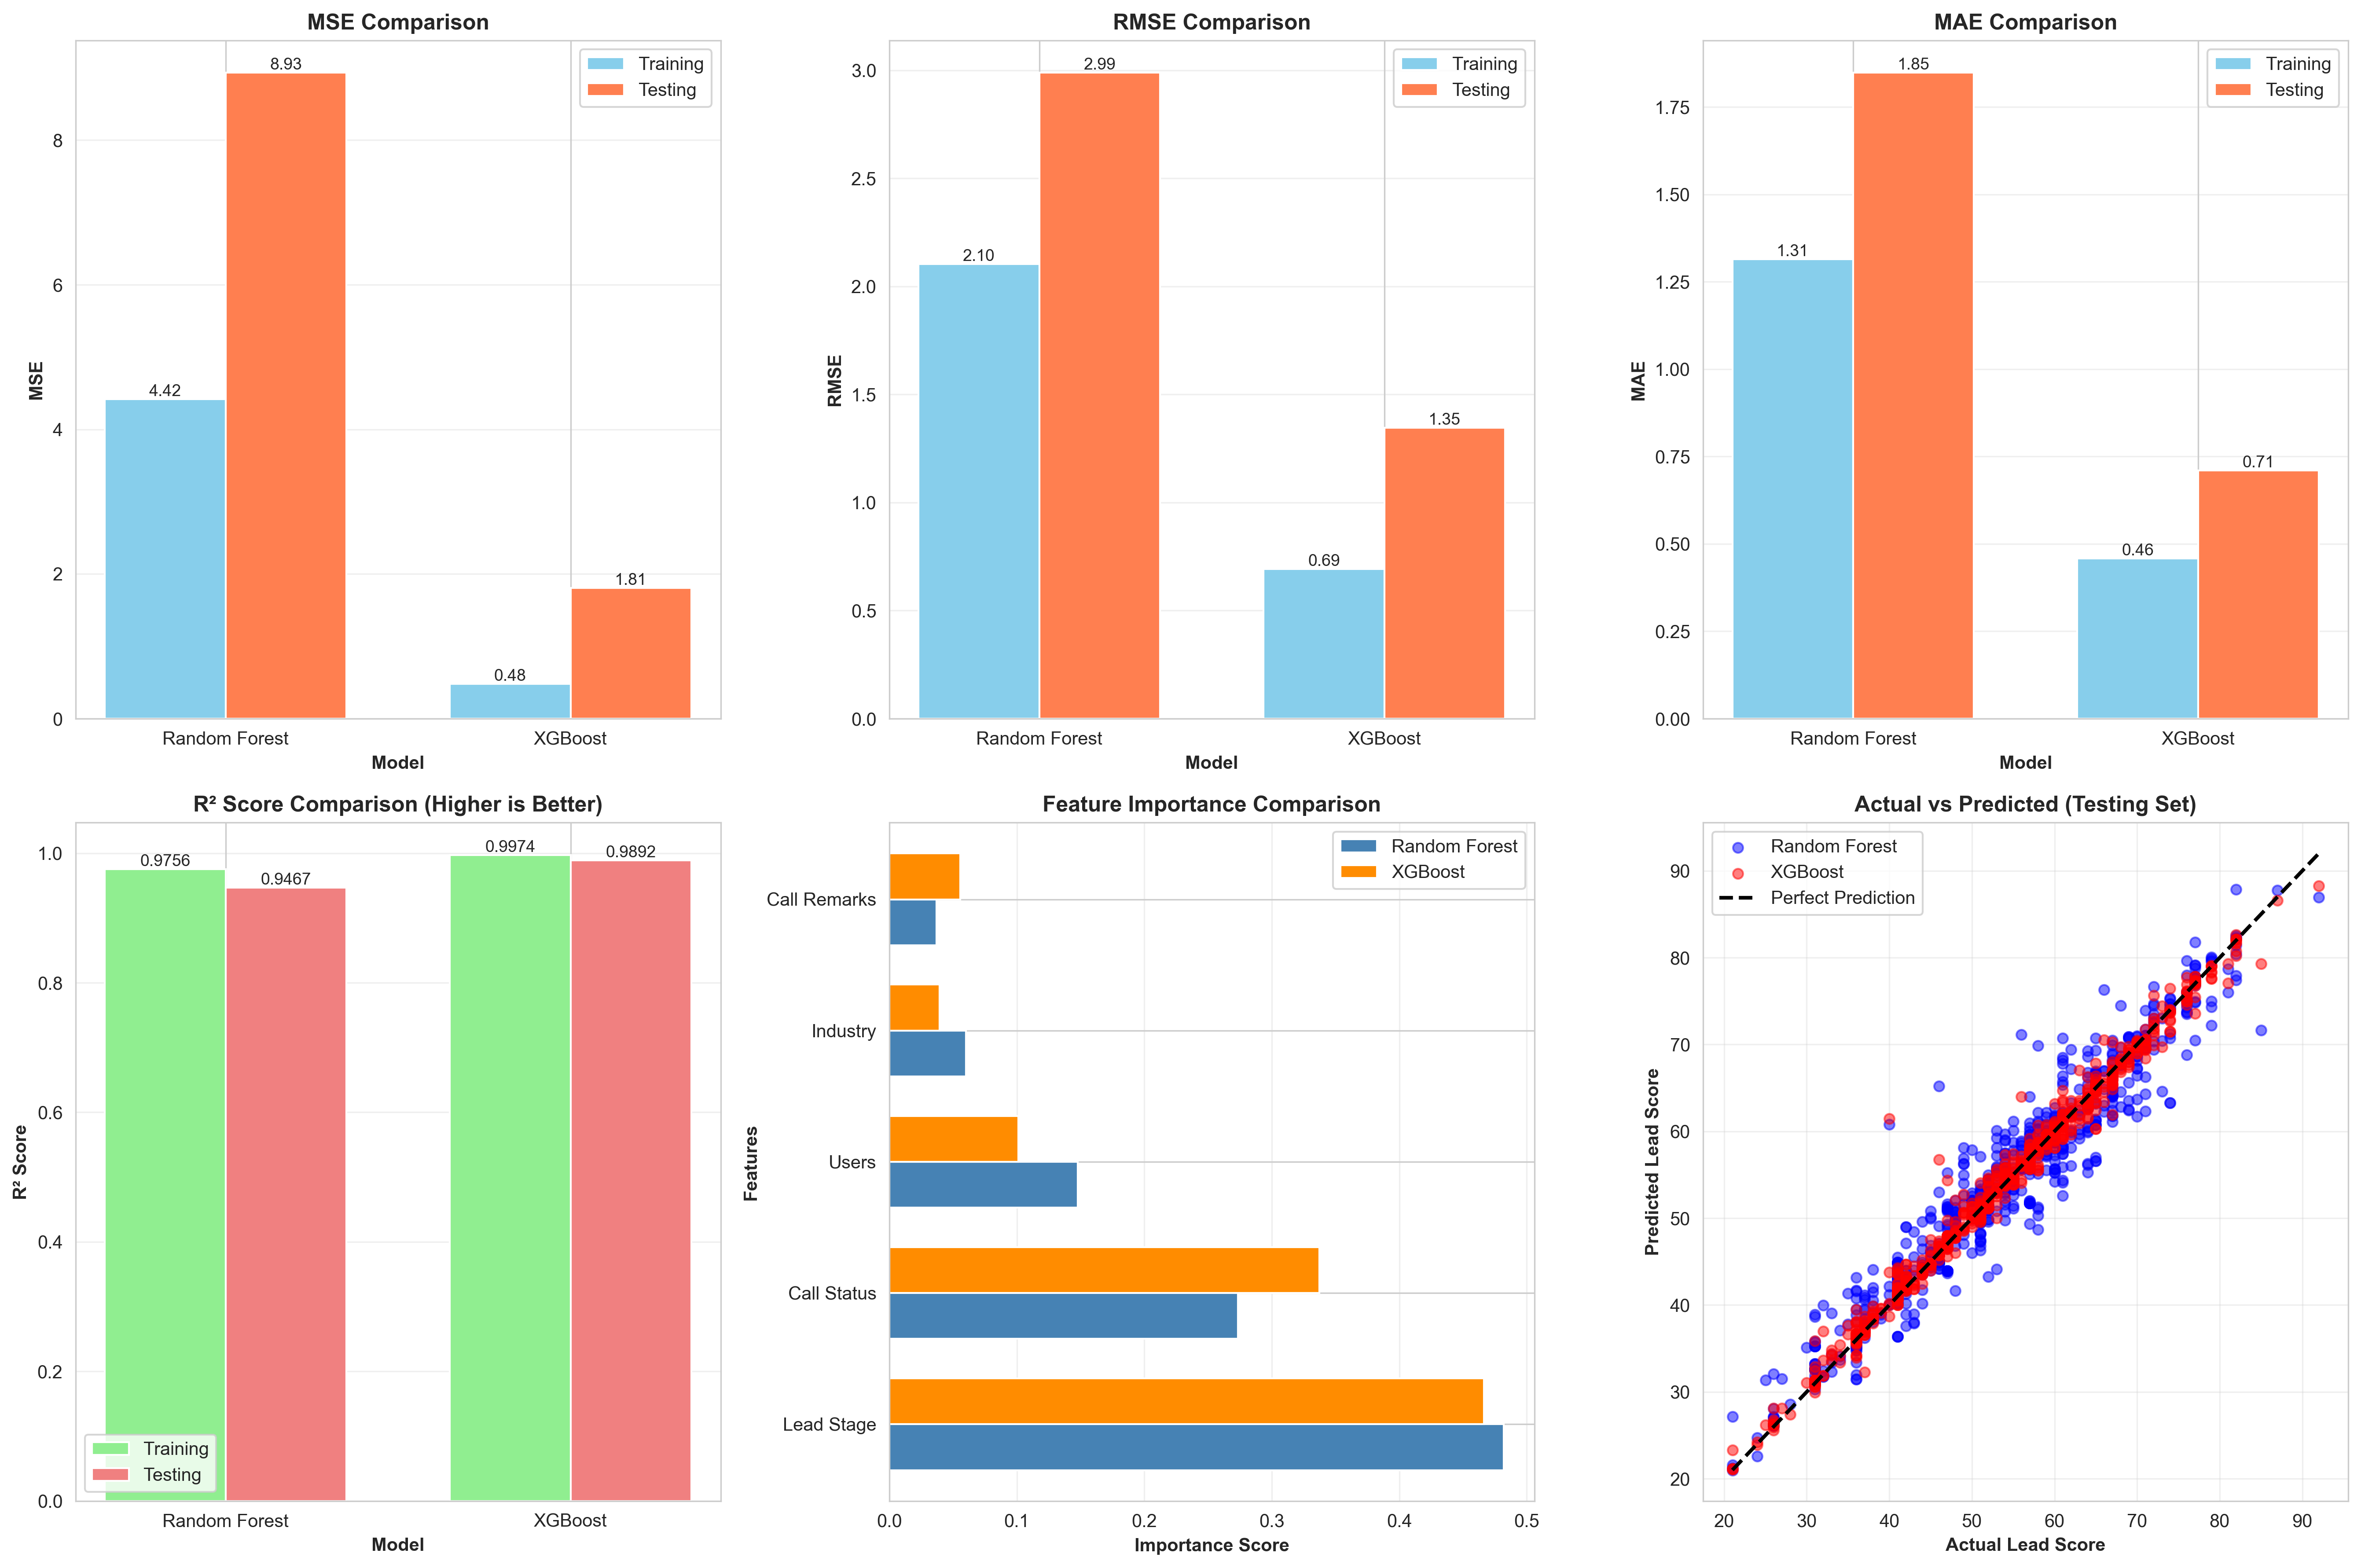 MSE Comparison
Training
Testing
8.93
4.42
0.48
1.81
8
6
4
2
0
MSE
Random Forest
XGBoost
Model
RMSE Comparison
Training
Testing
2.99
2.10
0.69
1.35
3.0
2.5
2.0
1.5
1.0
0.5
0.0
RMSE
Random Forest
XGBoost
Model
MAE Comparison
Training
Testing
1.85
1.31
0.46
0.71
1.75
1.50
1.25
1.00
0.75
0.50
0.25
0.00
MAE
Random Forest
XGBoost
Model
R² Score Comparison (Higher is Better)
0.9756
0.9467
0.9974
0.9892
1.0
0.8
0.6
0.4
0.2
0.0
R² Score
Training
Testing
Random Forest
XGBoost
Model
Feature Importance Comparison
Random Forest
XGBoost
Call Remarks
Industry
Users
Call Status
Lead Stage
Features
0.0 0.1 0.2 0.3 0.4 0.5
Importance Score
Actual vs Predicted (Testing Set)
Random Forest
XGBoost
Perfect Prediction
90
80
70
60
50
40
30
20
Predicted Lead Score
20 30 40 50 60 70 80 90
Actual Lead Score